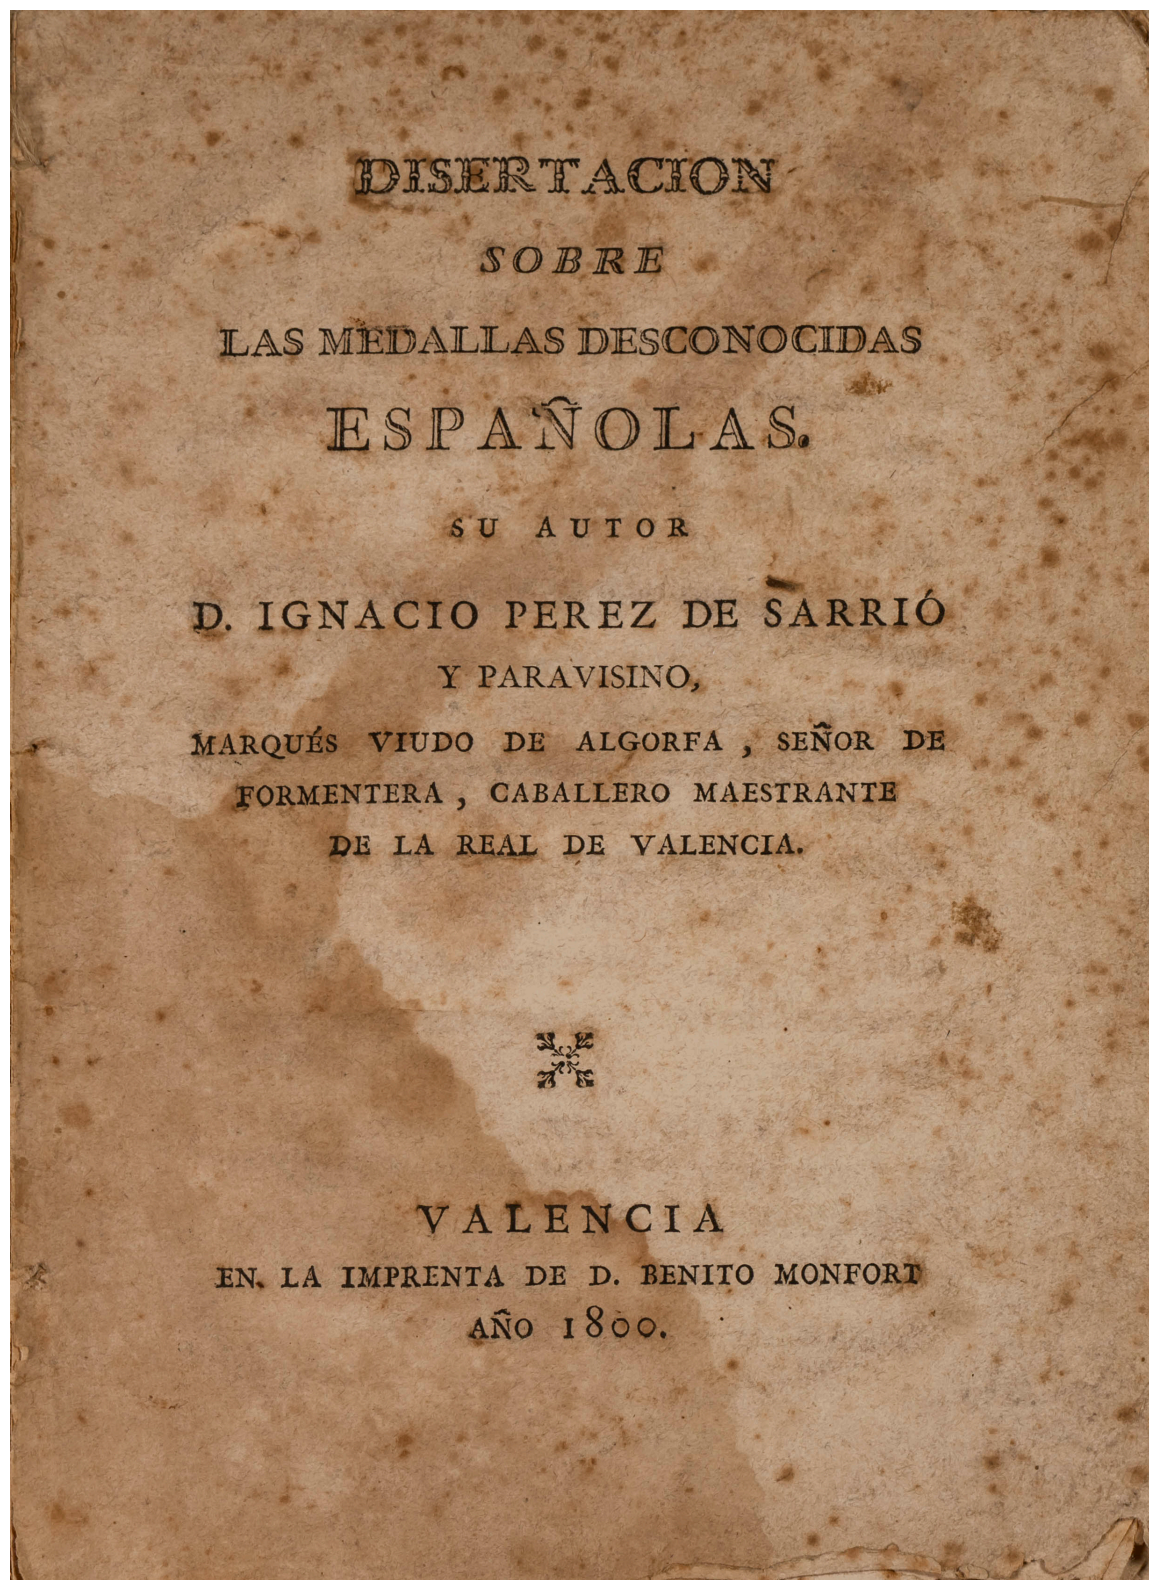 DISERTACION
SOBRE
LAS MEDALLAS DESCONOCIDAS
ESPAÑOLAS.
SU AUTOR
D. IGNACIO PEREZ DE SARRIÓ
Y PARAVISINO,
MARQUÉS VIUDO DE ALGORFA , SEÑOR DE
FORMENTERA , CABALLERO MAESTRANTE
DE LA REAL DE VALENCIA.
VALENCIA
EN LA IMPRENTA DE D. BENITO MONFORT
AÑO 1800.